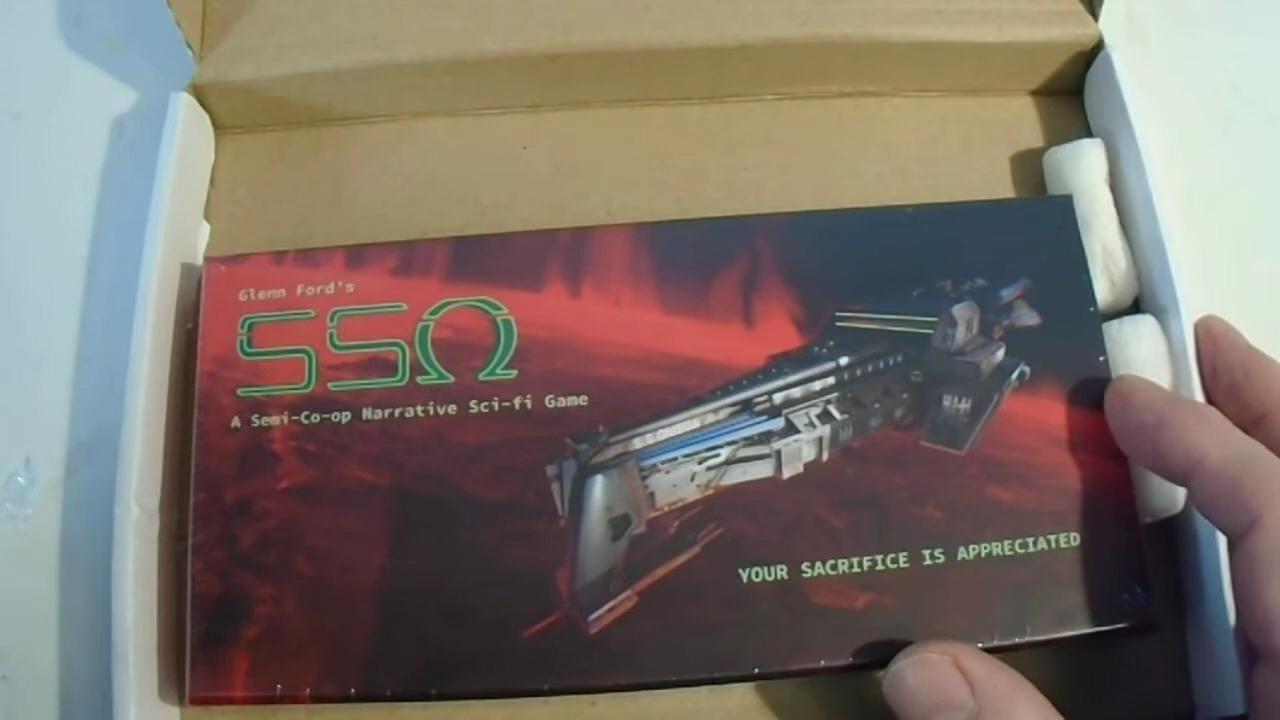 Glenn Ford's
SSΩ
A Semi-Co-op Narrative Sci-fi Game
YOUR SACRIFICE IS APPRECIATED